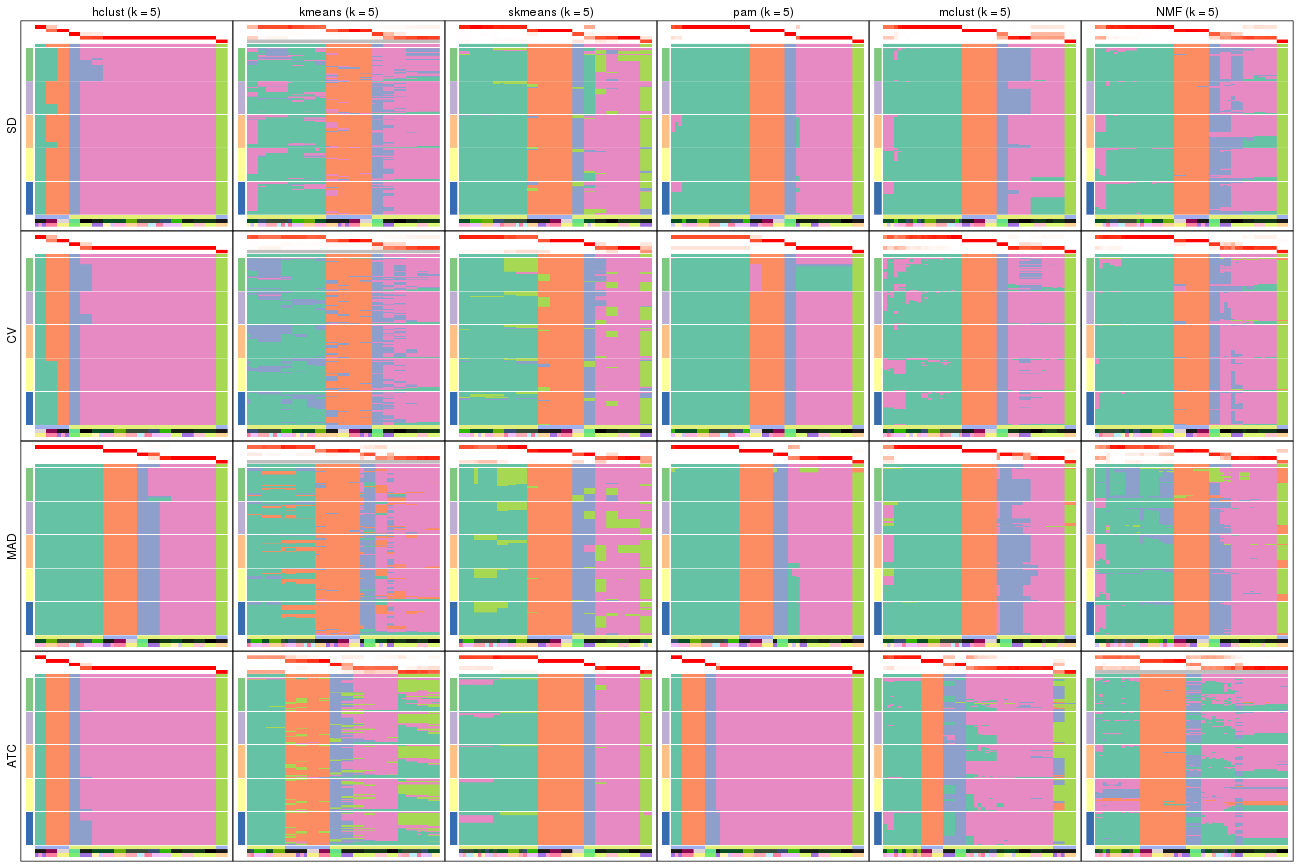 hclust (k = 5)
kmeans (k = 5)
skmeans (k = 5)
pam (k = 5)
mclust (k = 5)
NMF (k = 5)
SD
CV
MAD
ATC